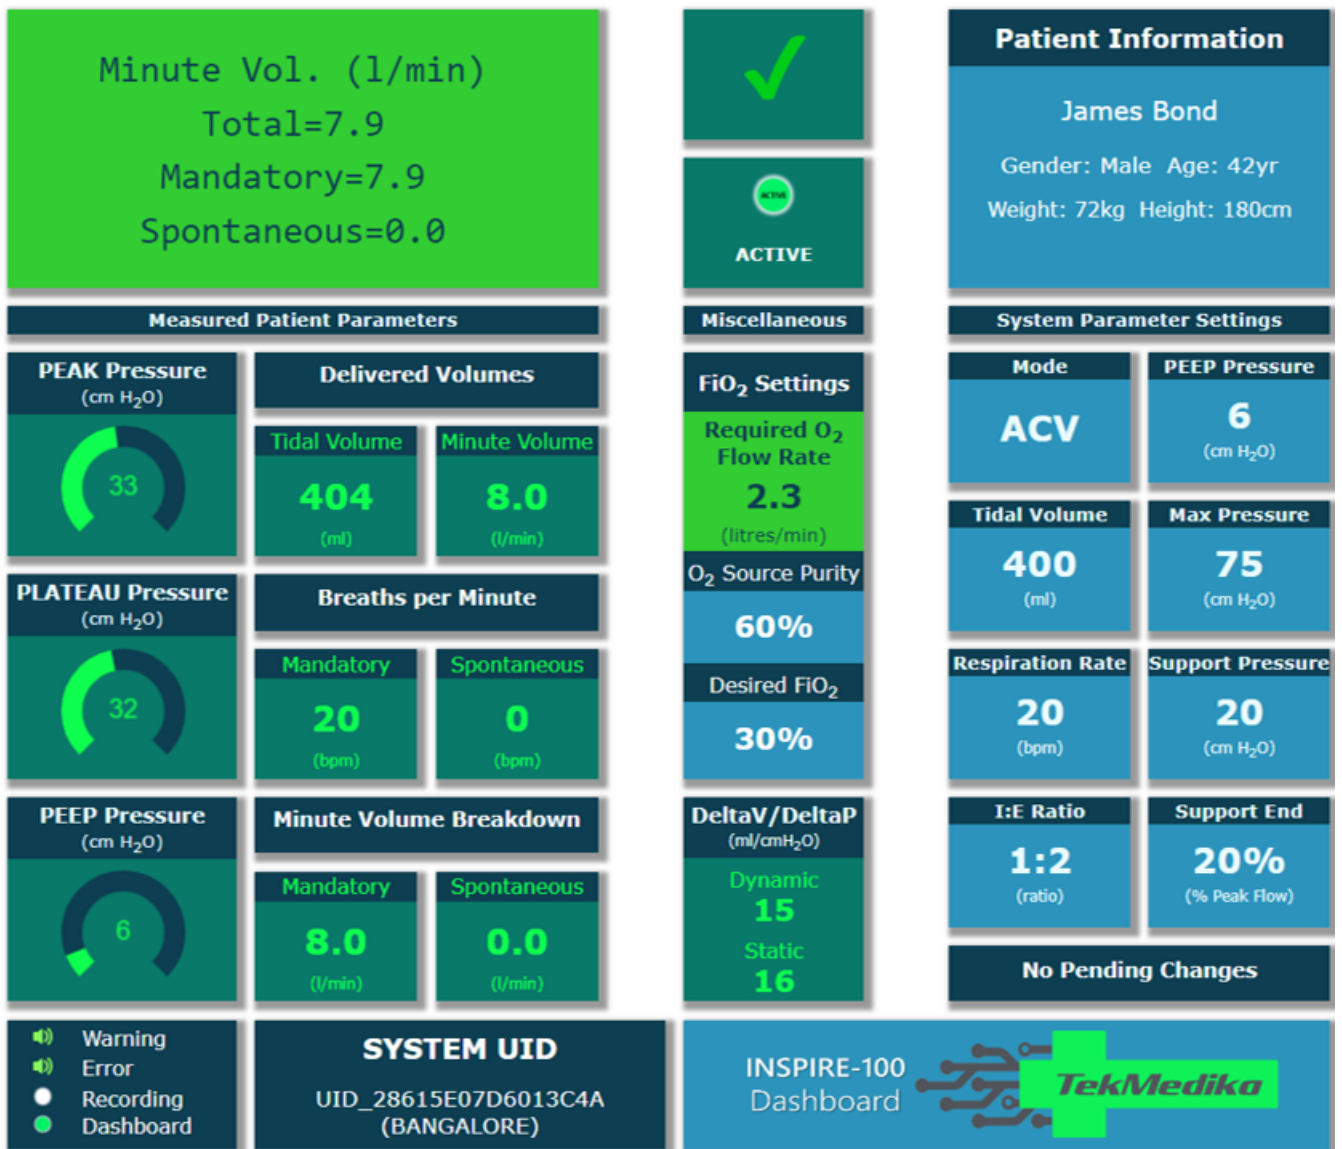 Minute Vol. (l/min)
Total=7.9
Mandatory=7.9
Spontaneous=0.0
✓
ACTIVE
ACTIVE
Patient Information
James Bond
Gender: Male Age: 42yr
Weight: 72kg Height: 180cm
Measured Patient Parameters
PEAK Pressure
(cm H₂O)
33
Delivered Volumes
Tidal Volume
404
(ml)
Minute Volume
8.0
(l/min)
PLATEAU Pressure
(cm H₂O)
32
Breaths per Minute
Mandatory
20
(bpm)
Spontaneous
0
(bpm)
PEEP Pressure
(cm H₂O)
6
Minute Volume Breakdown
Mandatory
8.0
(l/min)
Spontaneous
0.0
(l/min)
Miscellaneous
FiO₂ Settings
Required O₂
Flow Rate
2.3
(litres/min)
O₂ Source Purity
60%
Desired FiO₂
30%
DeltaV/DeltaP
(ml/cmH₂O)
Dynamic
15
Static
16
System Parameter Settings
Mode
ACV
PEEP Pressure
6
(cm H₂O)
Tidal Volume
400
(ml)
Max Pressure
75
(cm H₂O)
Respiration Rate
20
(bpm)
Support Pressure
20
(cm H₂O)
I:E Ratio
1:2
(ratio)
Support End
20%
(% Peak Flow)
No Pending Changes
Warning
Error
Recording
Dashboard
SYSTEM UID
UID_28615E07D6013C4A
(BANGALORE)
INSPIRE-100
Dashboard
TekMedika